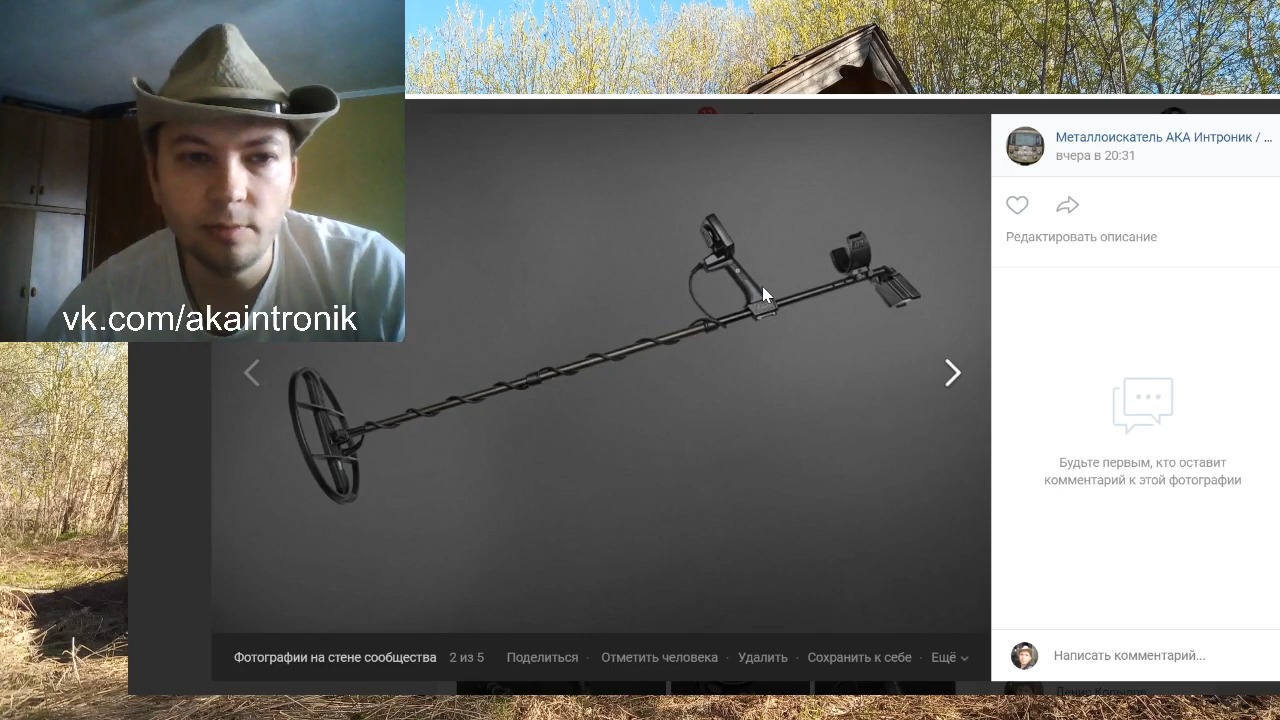 vk.com/akaintronik
Металлоискатель АКА Интроник / ...
вчера в 20:31
Редактировать описание
Будьте первым, кто оставит
комментарий к этой фотографии
Фотографии на стене сообщества 2 из 5 Поделиться · Отметить человека · Удалить · Сохранить к себе · Ещё
Написать комментарий...